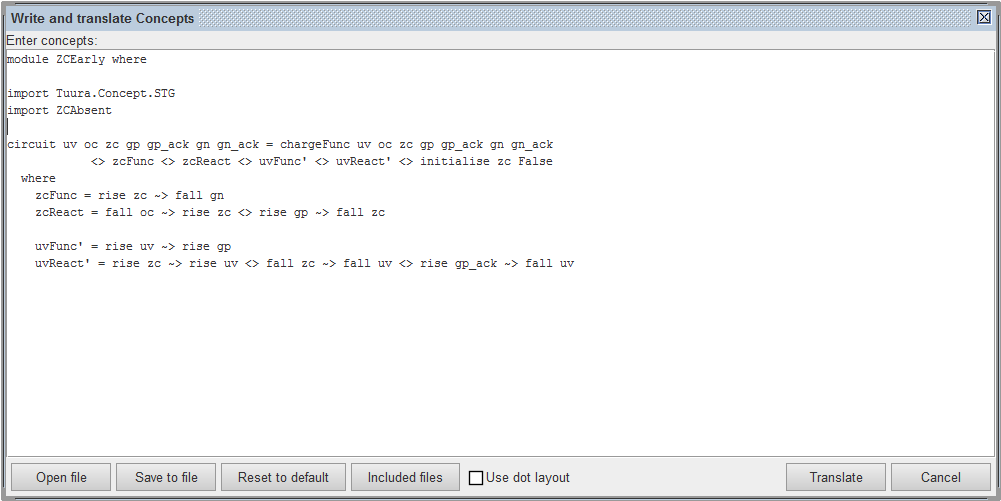 Write and translate Concepts
Enter concepts:
module ZCEarly where
import Tuura.Concept.STG
import ZCAbsent
circuit uv oc zc gp gp_ack gn gn_ack = chargeFunc uv oc zc gp gp_ack gn gn_ack
<> zcFunc <> zcReact <> uvFunc' <> uvReact' <> initialise zc False
where
zcFunc = rise zc ~> fall gn
zcReact = fall oc ~> rise zc <> rise gp ~> fall zc
uvFunc' = rise uv ~> rise gp
uvReact' = rise zc ~> rise uv <> fall zc ~> fall uv <> rise gp_ack ~> fall uv
Open file Save to file Reset to default Included files Use dot layout Translate Cancel